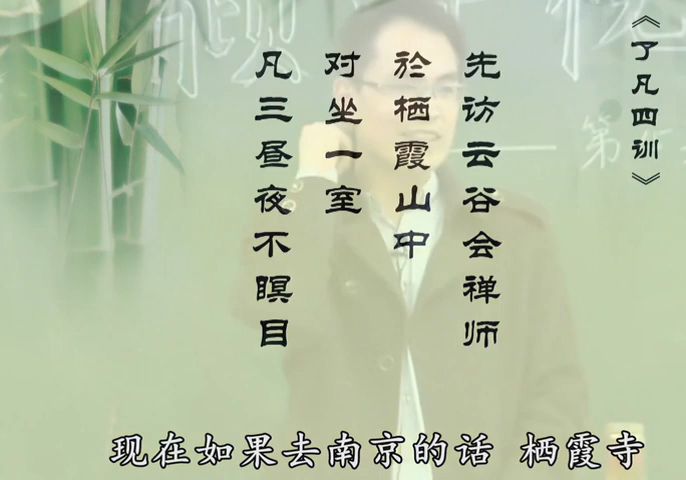 《了凡四训》
先访云谷会禅师
於栖霞山中
对坐一室
凡三昼夜不瞑目
现在如果去南京的话 栖霞寺